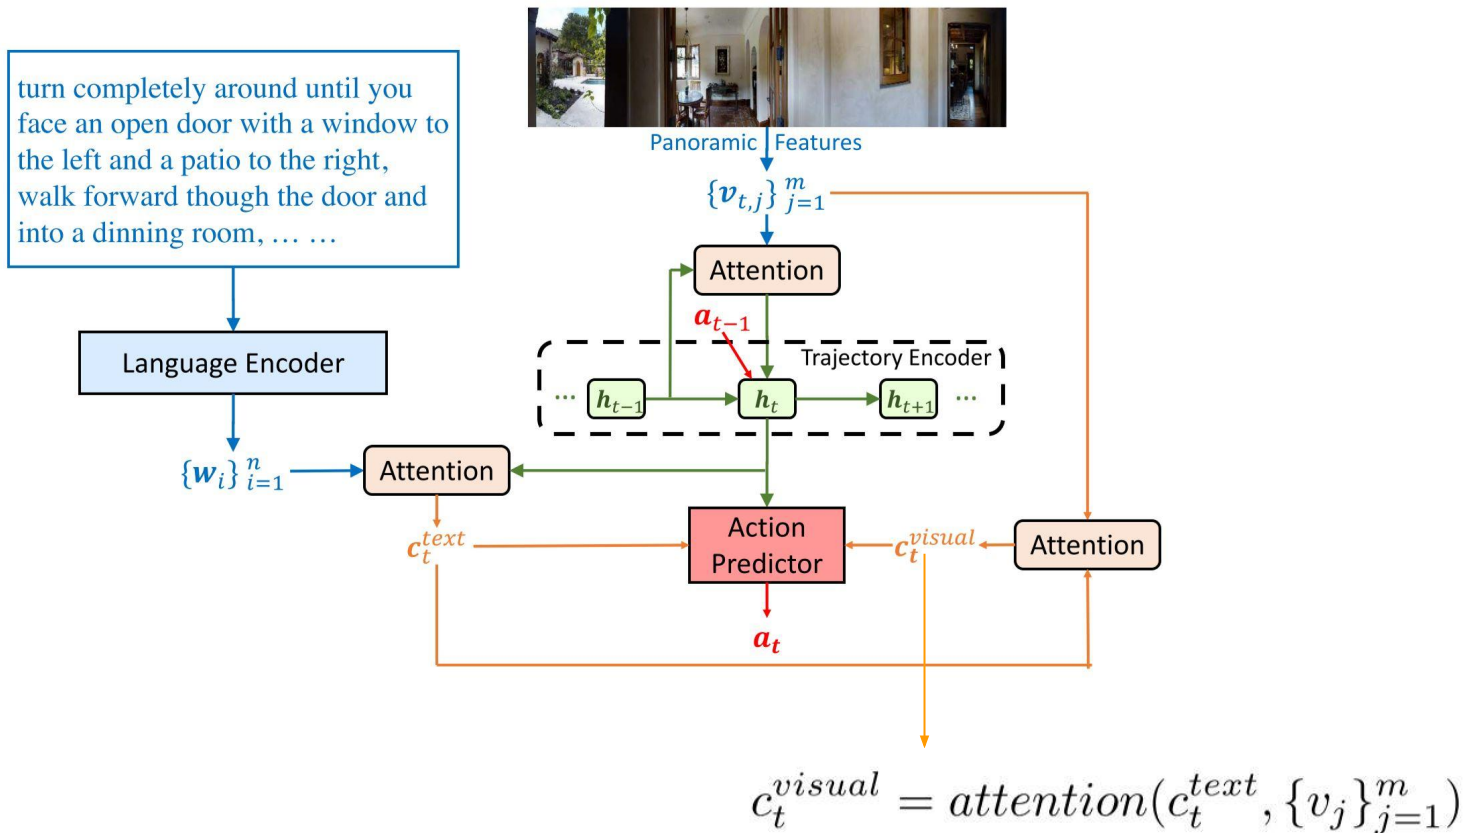 turn completely around until you
face an open door with a window to
the left and a patio to the right,
walk forward though the door and
into a dinning room, … …
Panoramic Features
{v_{t,j}}_{j=1}^{m}
Attention
a_{t−1}
Trajectory Encoder
Language Encoder
… h_{t−1} h_t h_{t+1} …
{w_i}_{i=1}^{n}
Attention
Action
Predictor
c_t^{text}
c_t^{visual}
Attention
a_t
c_t^{visual} = attention(c_t^{text}, {v_j}_{j=1}^{m})